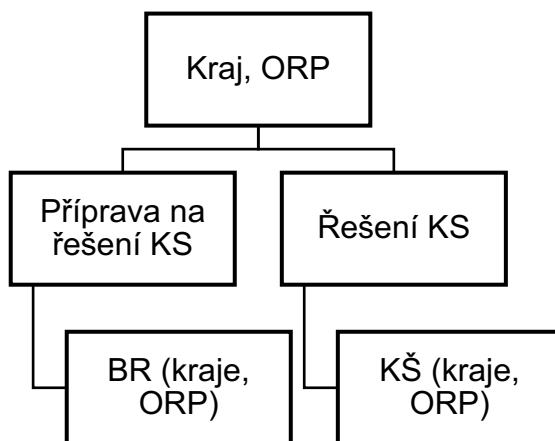 Kraj, ORP
Příprava na
řešení KS
Řešení KS
BR (kraje,
ORP)
KŠ (kraje,
ORP)